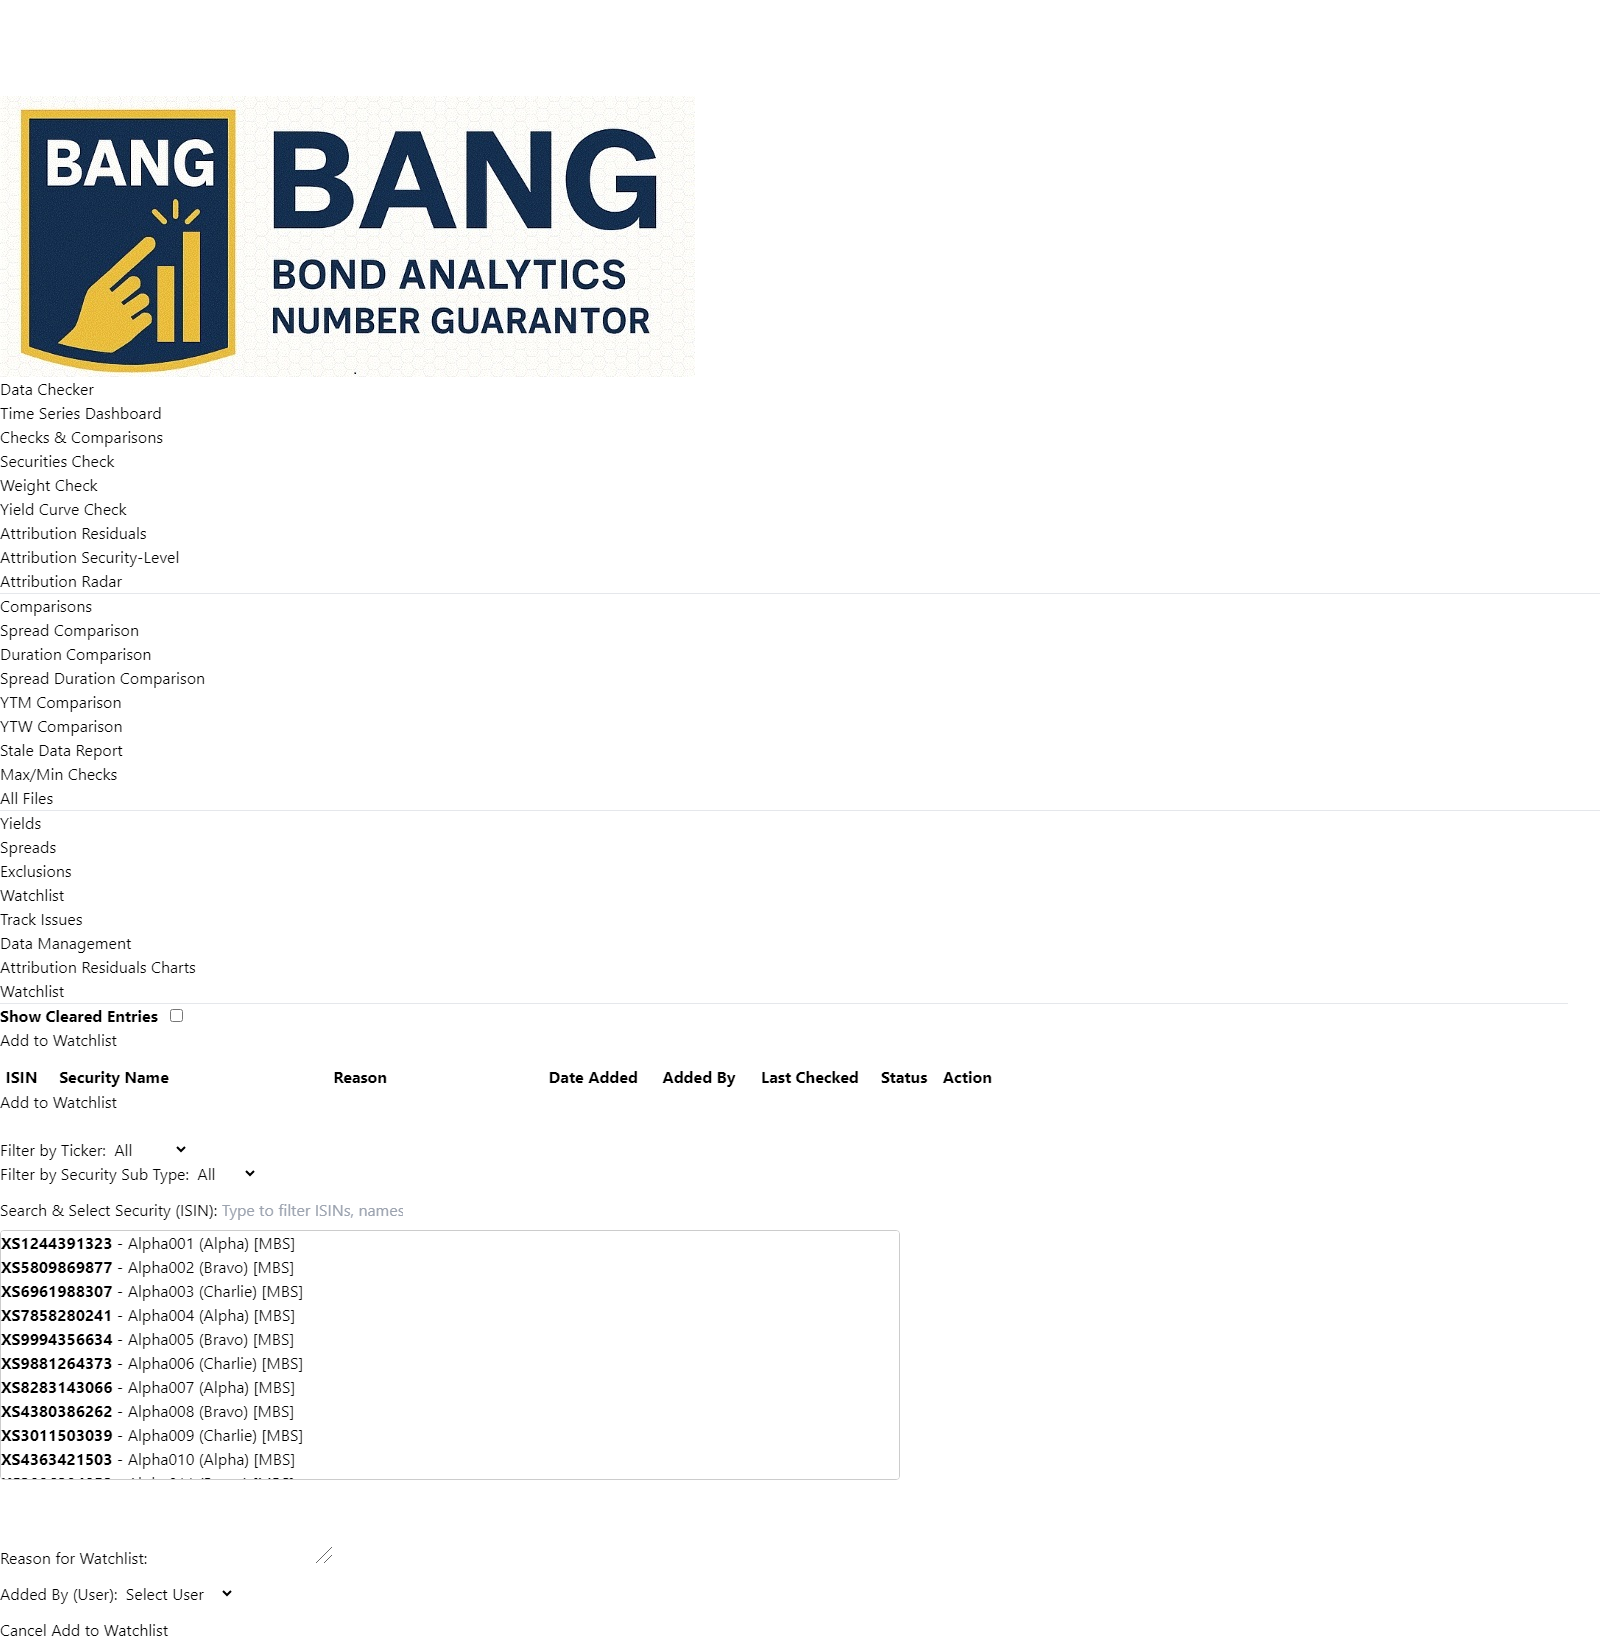 BANG
BANG
BOND ANALYTICS
NUMBER GUARANTOR
Data Checker
Time Series Dashboard
Checks & Comparisons
Securities Check
Weight Check
Yield Curve Check
Attribution Residuals
Attribution Security-Level
Attribution Radar
Comparisons
Spread Comparison
Duration Comparison
Spread Duration Comparison
YTM Comparison
YTW Comparison
Stale Data Report
Max/Min Checks
All Files
Yields
Spreads
Exclusions
Watchlist
Track Issues
Data Management
Attribution Residuals Charts
Watchlist
Show Cleared Entries
Add to Watchlist
ISIN Security Name Reason Date Added Added By Last Checked Status Action
Add to Watchlist
Filter by Ticker: All
Filter by Security Sub Type: All
Search & Select Security (ISIN): Type to filter ISINs, names
XS1244391323 - Alpha001 (Alpha) [MBS]
XS5809869877 - Alpha002 (Bravo) [MBS]
XS6961988307 - Alpha003 (Charlie) [MBS]
XS7858280241 - Alpha004 (Alpha) [MBS]
XS9994356634 - Alpha005 (Bravo) [MBS]
XS9881264373 - Alpha006 (Charlie) [MBS]
XS8283143066 - Alpha007 (Alpha) [MBS]
XS4380386262 - Alpha008 (Bravo) [MBS]
XS3011503039 - Alpha009 (Charlie) [MBS]
XS4363421503 - Alpha010 (Alpha) [MBS]
Reason for Watchlist:
Added By (User): Select User
Cancel Add to Watchlist